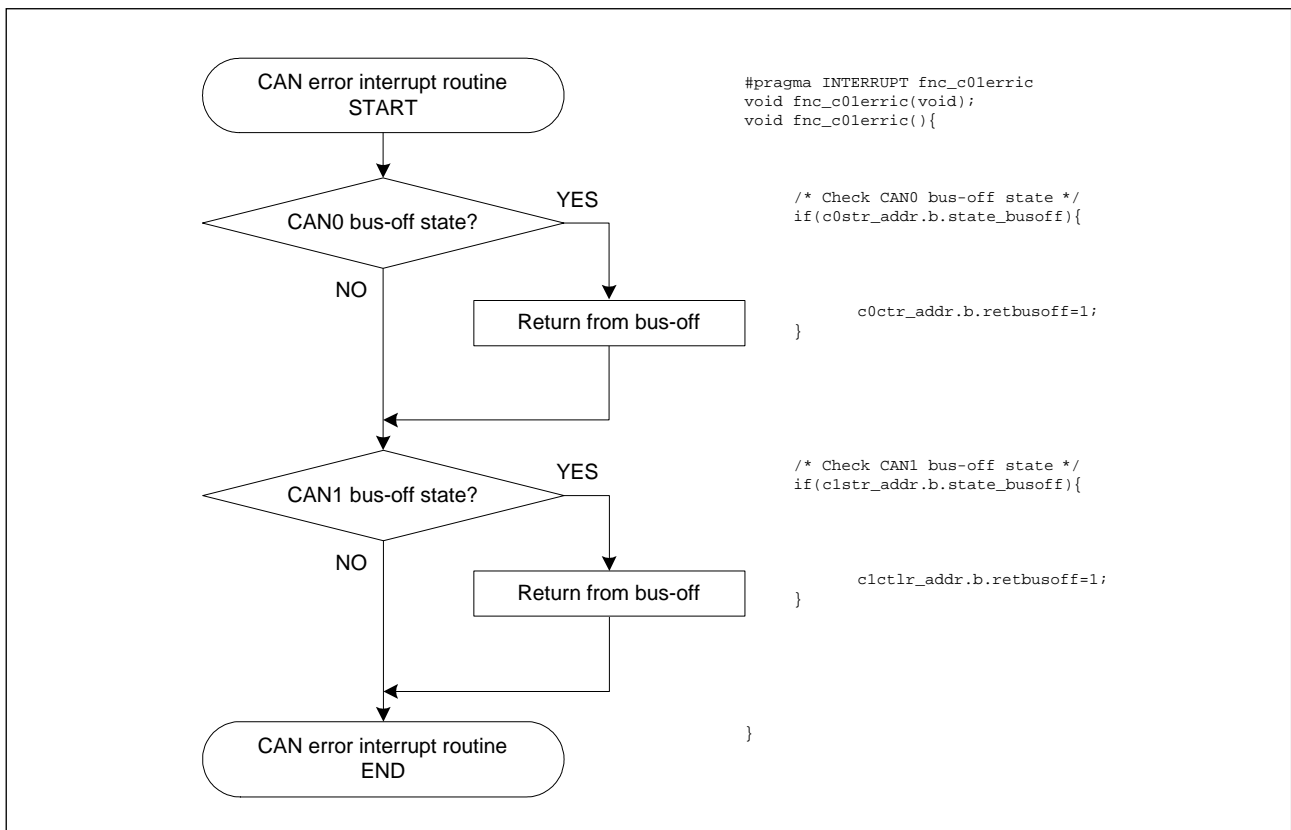 CAN error interrupt routine
START
#pragma INTERRUPT fnc_c01erric
void fnc_c01erric(void);
void fnc_c01erric(){
CAN0 bus-off state?
YES
NO
/* Check CAN0 bus-off state */
if(c0str_addr.b.state_busoff){
Return from bus-off
c0ctr_addr.b.retbusoff=1;
}
CAN1 bus-off state?
YES
NO
/* Check CAN1 bus-off state */
if(c1str_addr.b.state_busoff){
Return from bus-off
c1ctlr_addr.b.retbusoff=1;
}
CAN error interrupt routine
END
}